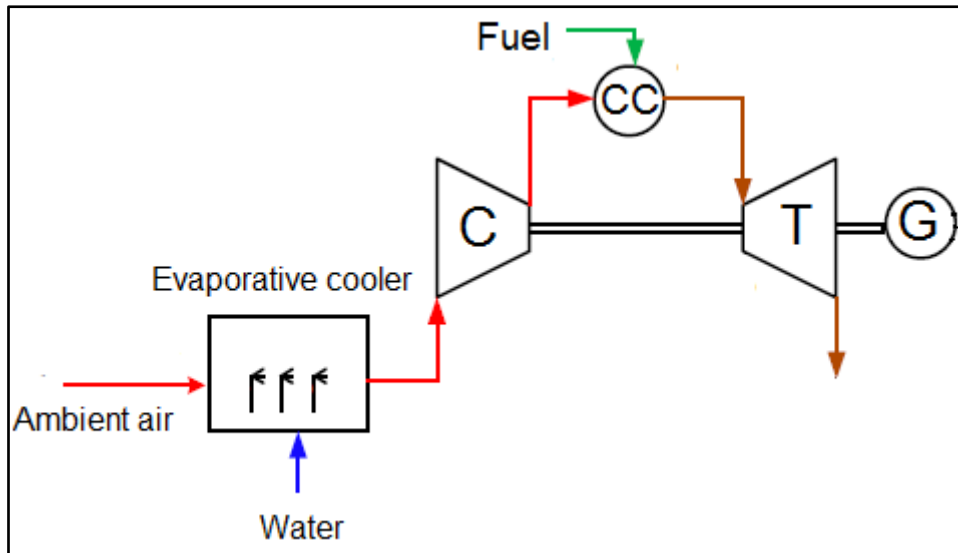 Fuel
CC
C
T
G
Evaporative cooler
Ambient air
Water